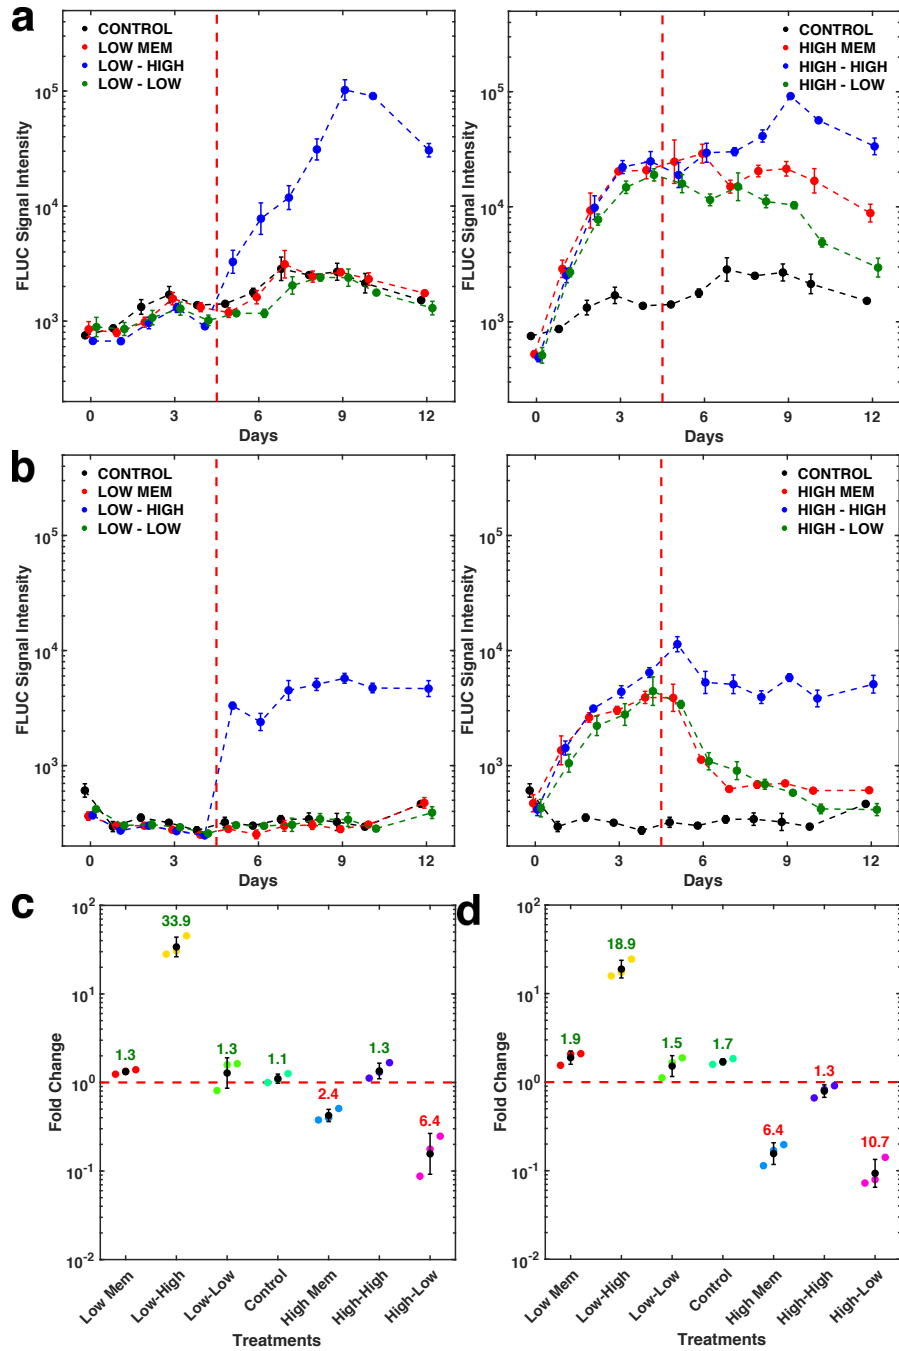 a
CONTROL
LOW MEM
LOW - HIGH
LOW - LOW
FLUC Signal Intensity
10^5
10^4
10^3
0 3 6 9 12
Days
CONTROL
HIGH MEM
HIGH - HIGH
HIGH - LOW
FLUC Signal Intensity
10^5
10^4
10^3
0 3 6 9 12
Days
b
CONTROL
LOW MEM
LOW - HIGH
LOW - LOW
FLUC Signal Intensity
10^5
10^4
10^3
0 3 6 9 12
Days
CONTROL
HIGH MEM
HIGH - HIGH
HIGH - LOW
FLUC Signal Intensity
10^5
10^4
10^3
0 3 6 9 12
Days
c
Fold Change
10^2
10^1
10^0
10^-1
10^-2
1.3
33.9
1.3
1.1
2.4
1.3
6.4
Low Mem
Low-High
Low-Low
Control
High Mem
High-High
High-Low
Treatments
d
Fold Change
10^2
10^1
10^0
10^-1
10^-2
1.9
18.9
1.5
1.7
6.4
1.3
10.7
Low Mem
Low-High
Low-Low
Control
High Mem
High-High
High-Low
Treatments